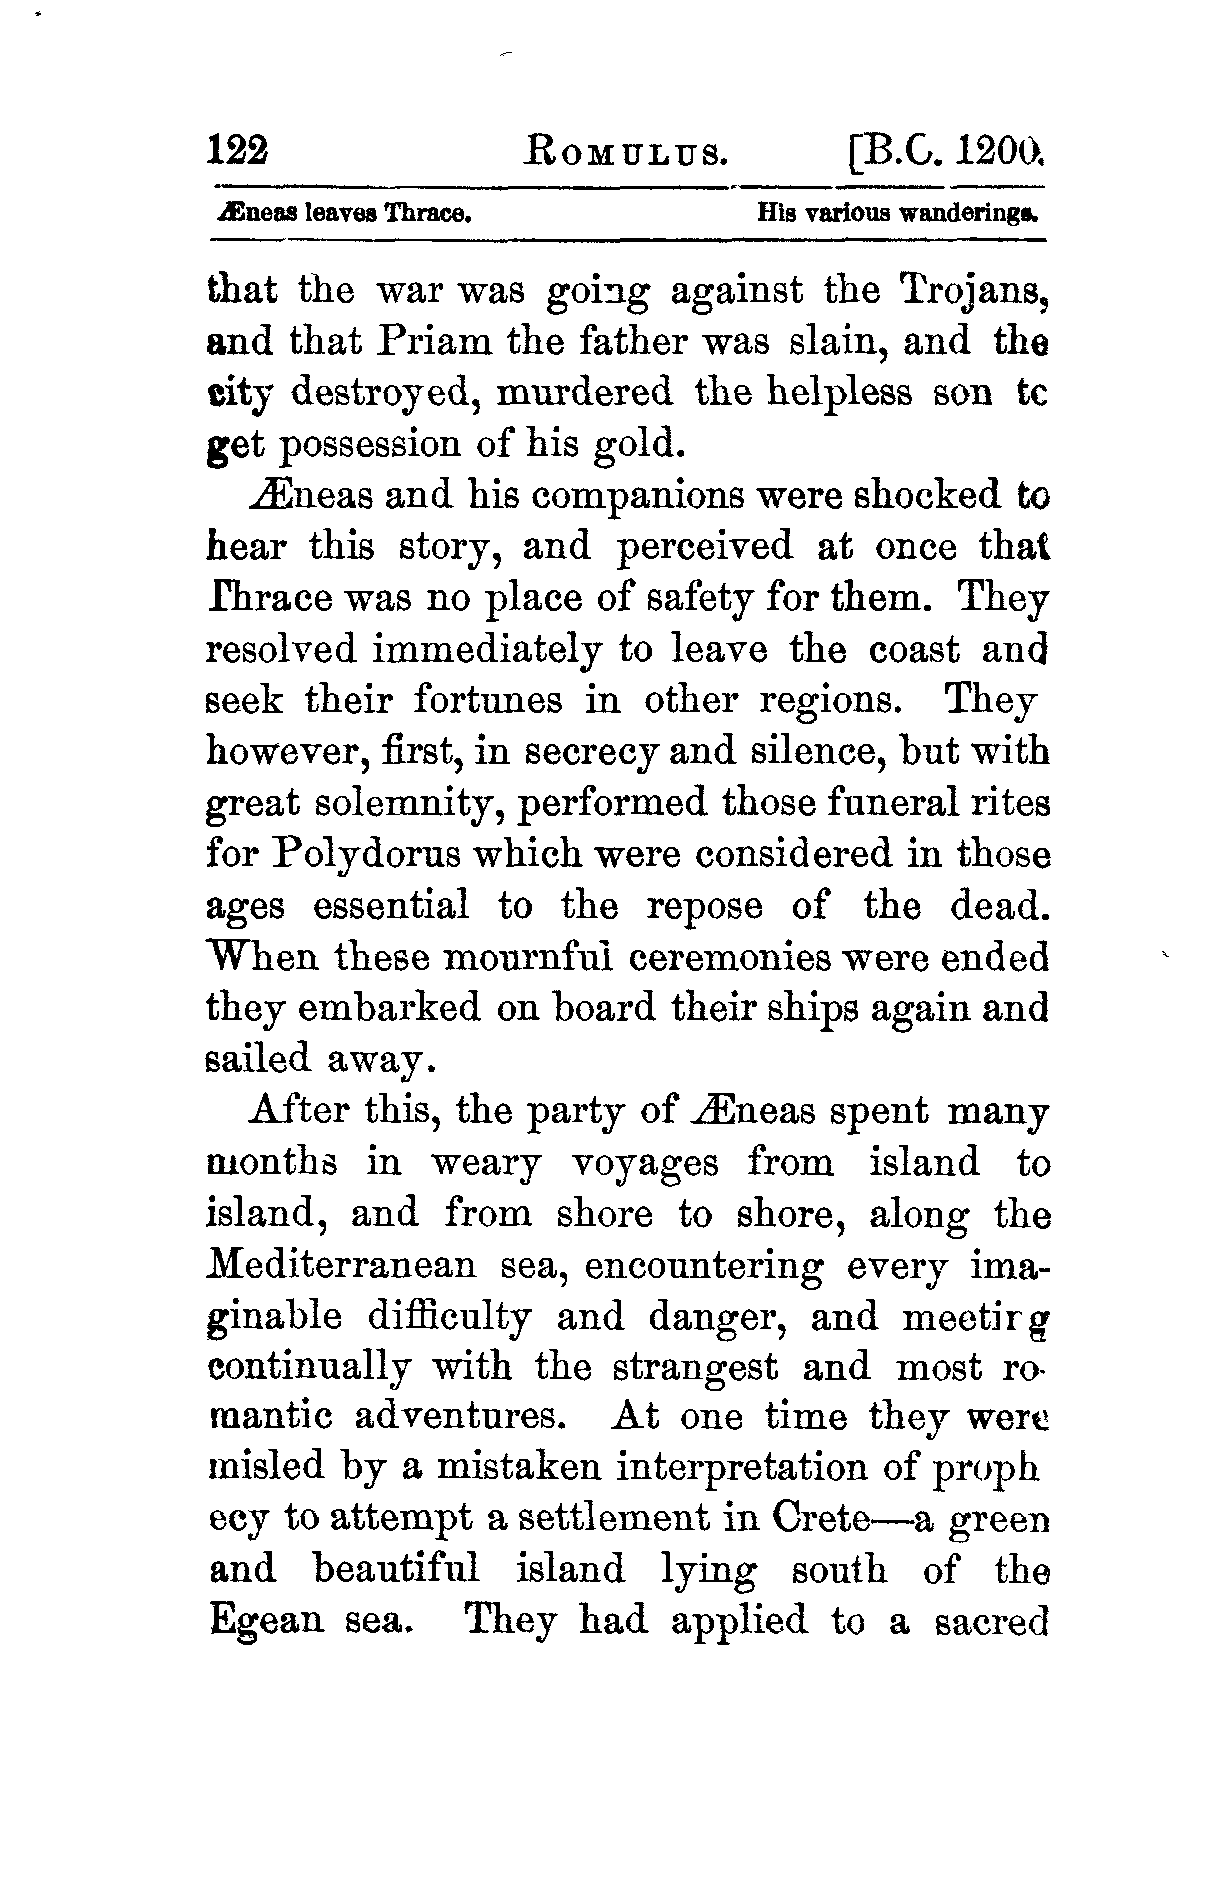 122 ROMULUS. [B.C. 1200.
Æneas leaves Thrace. His various wanderings.
that the war was going against the Trojans,
and that Priam the father was slain, and the
city destroyed, murdered the helpless son to
get possession of his gold.
Æneas and his companions were shocked to
hear this story, and perceived at once that
Thrace was no place of safety for them. They
resolved immediately to leave the coast and
seek their fortunes in other regions. They
however, first, in secrecy and silence, but with
great solemnity, performed those funeral rites
for Polydorus which were considered in those
ages essential to the repose of the dead.
When these mournful ceremonies were ended
they embarked on board their ships again and
sailed away.
After this, the party of Æneas spent many
months in weary voyages from island to
island, and from shore to shore, along the
Mediterranean sea, encountering every ima-
ginable difficulty and danger, and meeting
continually with the strangest and most ro-
mantic adventures. At one time they were
misled by a mistaken interpretation of proph
ecy to attempt a settlement in Crete—a green
and beautiful island lying south of the
Egean sea. They had applied to a sacred